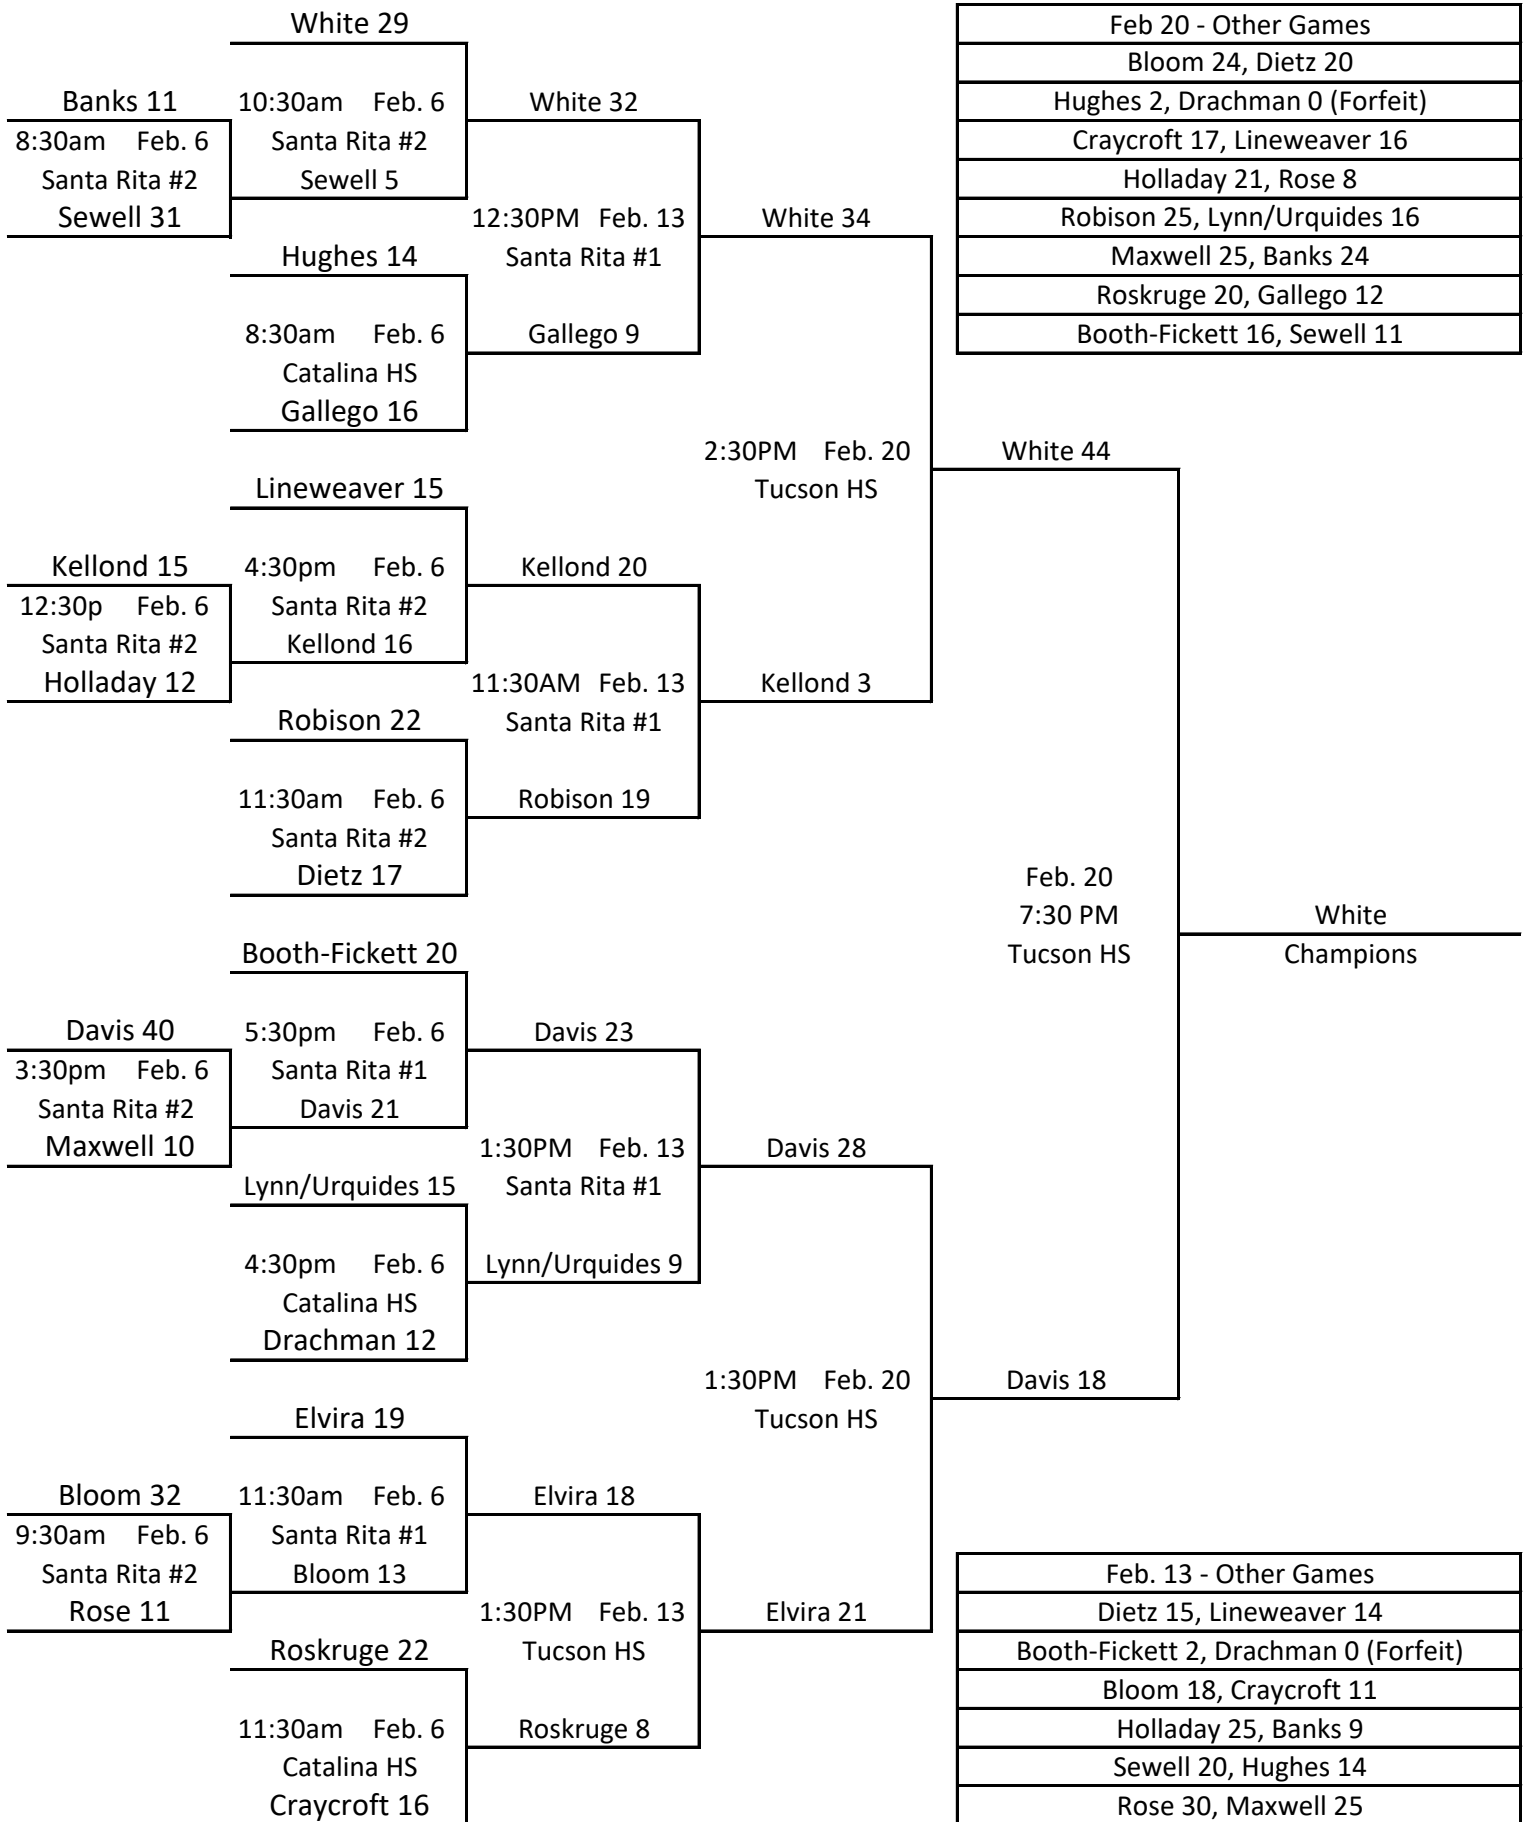 White 29
Banks 11
8:30am Feb. 6
Santa Rita #2
Sewell 31
10:30am Feb. 6
Santa Rita #2
Sewell 5
White 32
Hughes 14
8:30am Feb. 6
Catalina HS
Gallego 16
12:30PM Feb. 13
Santa Rita #1
Gallego 9
White 34
Lineweaver 15
Kellond 15
12:30p Feb. 6
Santa Rita #2
Holladay 12
4:30pm Feb. 6
Santa Rita #2
Kellond 16
Kellond 20
Robison 22
11:30am Feb. 6
Santa Rita #2
Dietz 17
11:30AM Feb. 13
Santa Rita #1
Robison 19
Kellond 3
2:30PM Feb. 20
Tucson HS
White 44
Booth-Fickett 20
Davis 40
3:30pm Feb. 6
Santa Rita #2
Maxwell 10
5:30pm Feb. 6
Santa Rita #1
Davis 21
Davis 23
Lynn/Urquides 15
4:30pm Feb. 6
Catalina HS
Drachman 12
1:30PM Feb. 13
Santa Rita #1
Lynn/Urquides 9
Davis 28
Elvira 19
Bloom 32
9:30am Feb. 6
Santa Rita #2
Rose 11
11:30am Feb. 6
Santa Rita #1
Bloom 13
Elvira 18
Roskruge 22
11:30am Feb. 6
Catalina HS
Craycroft 16
1:30PM Feb. 13
Tucson HS
Roskruge 8
Elvira 21
1:30PM Feb. 20
Tucson HS
Davis 18
Feb. 20
7:30 PM
Tucson HS
White
Champions
Feb 20 - Other Games
Bloom 24, Dietz 20
Hughes 2, Drachman 0 (Forfeit)
Craycroft 17, Lineweaver 16
Holladay 21, Rose 8
Robison 25, Lynn/Urquides 16
Maxwell 25, Banks 24
Roskruge 20, Gallego 12
Booth-Fickett 16, Sewell 11
Feb. 13 - Other Games
Dietz 15, Lineweaver 14
Booth-Fickett 2, Drachman 0 (Forfeit)
Bloom 18, Craycroft 11
Holladay 25, Banks 9
Sewell 20, Hughes 14
Rose 30, Maxwell 25